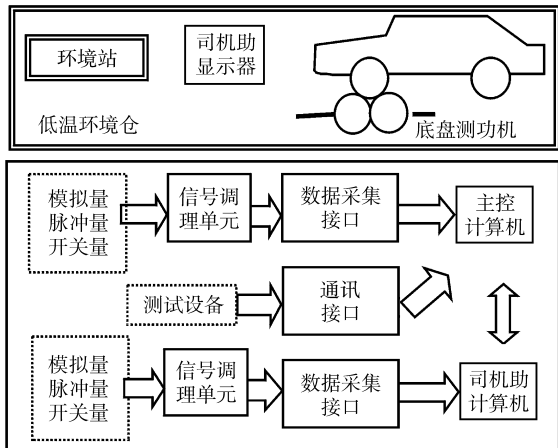 环境站
司机助
显示器
低温环境仓
底盘测功机
模拟量
脉冲量
开关量
信号调
理单元
数据采集
接口
主控
计算机
测试设备
通讯
接口
模拟量
脉冲量
开关量
信号调
理单元
数据采集
接口
司机助
计算机